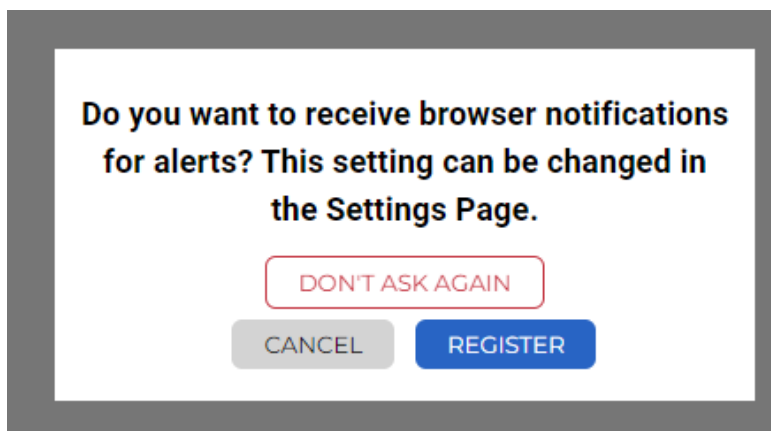 Do you want to receive browser notifications
for alerts? This setting can be changed in
the Settings Page.
DON'T ASK AGAIN
CANCEL
REGISTER